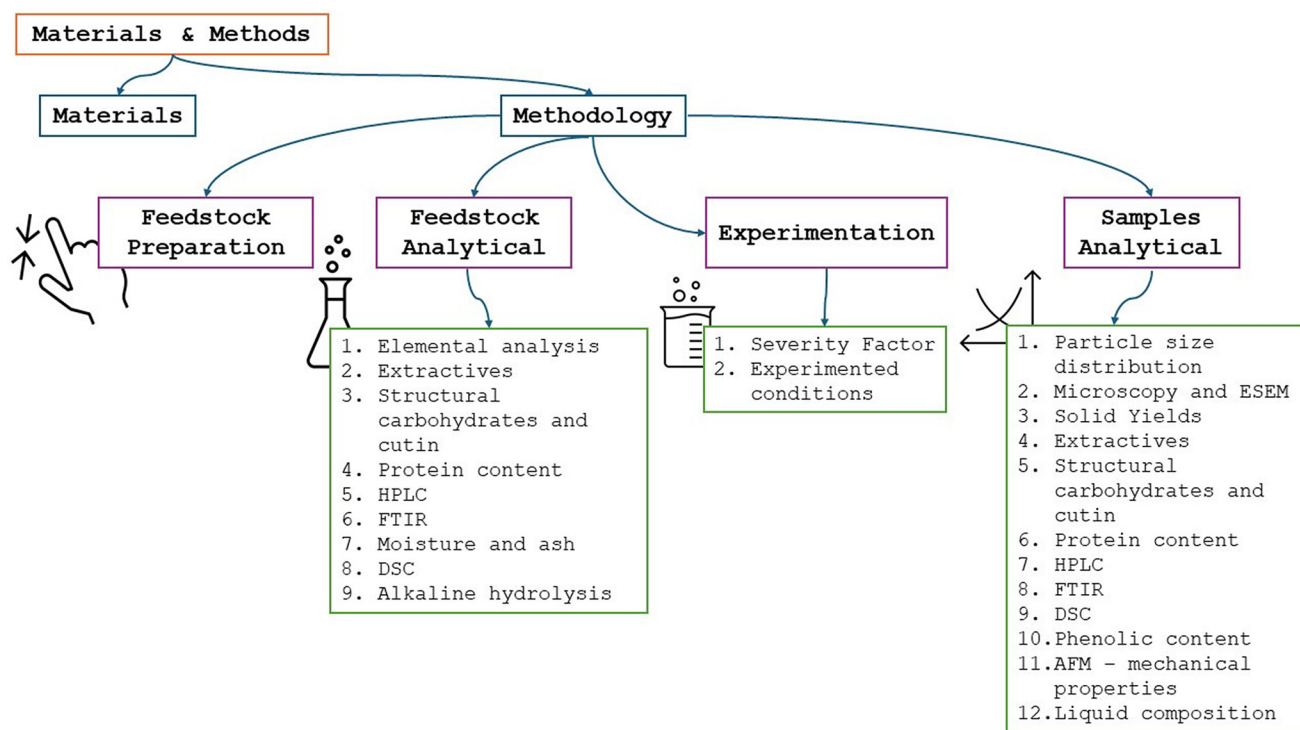 Materials & Methods
Materials
Methodology
Feedstock
Preparation
Feedstock
Analytical
Experimentation
Samples
Analytical
1. Elemental analysis
2. Extractives
3. Structural
carbohydrates and
cutin
4. Protein content
5. HPLC
6. FTIR
7. Moisture and ash
8. DSC
9. Alkaline hydrolysis
1. Severity Factor
2. Experimented
conditions
1. Particle size
distribution
2. Microscopy and ESEM
3. Solid Yields
4. Extractives
5. Structural
carbohydrates and
cutin
6. Protein content
7. HPLC
8. FTIR
9. DSC
10.Phenolic content
11.AFM – mechanical
properties
12.Liquid composition